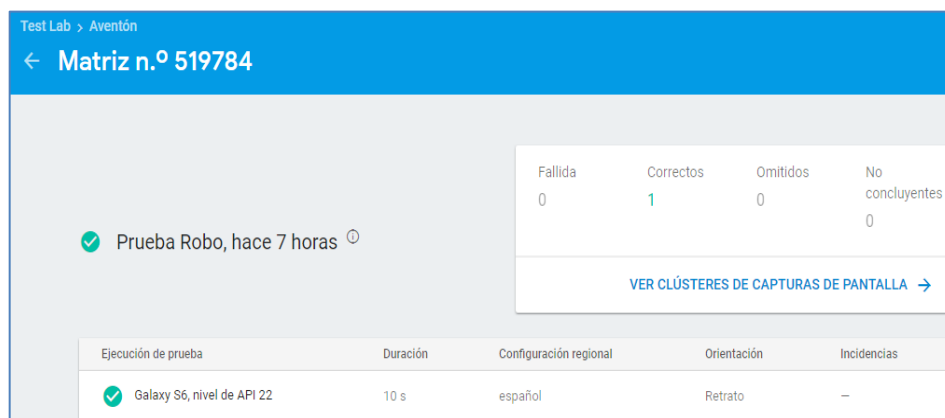 Test Lab > Aventón
← Matriz n.º 519784
Fallida Correctos Omitidos No
concluyentes
0 1 0 0
Prueba Robo, hace 7 horas
VER CLÚSTERES DE CAPTURAS DE PANTALLA →
Ejecución de prueba Duración Configuración regional Orientación Incidencias
Galaxy S6, nivel de API 22 10 s español Retrato —